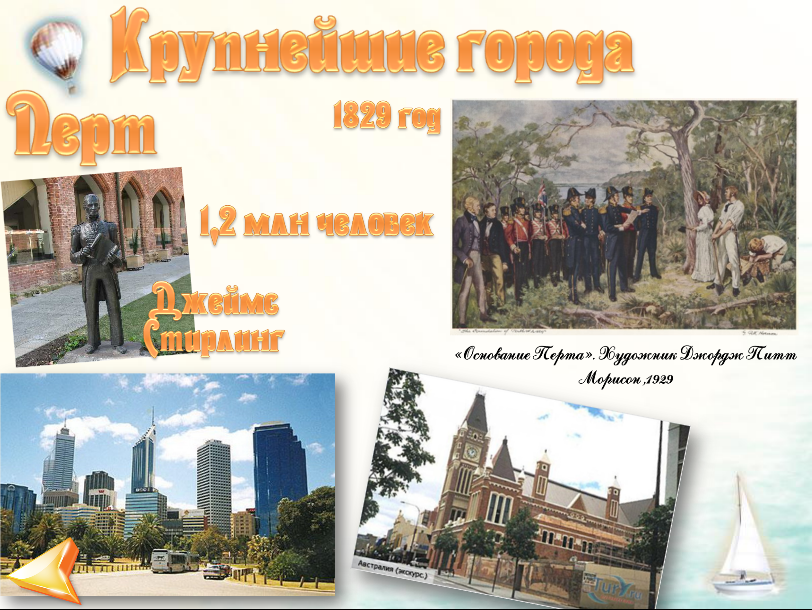 Крупнейшие города
Перт
1829 год
1,2 млн человек
Джеймс
Стирлинг
«Основание Перта». Художник Джордж Питт
Морисон ,1929
Австралия (экскурс.)